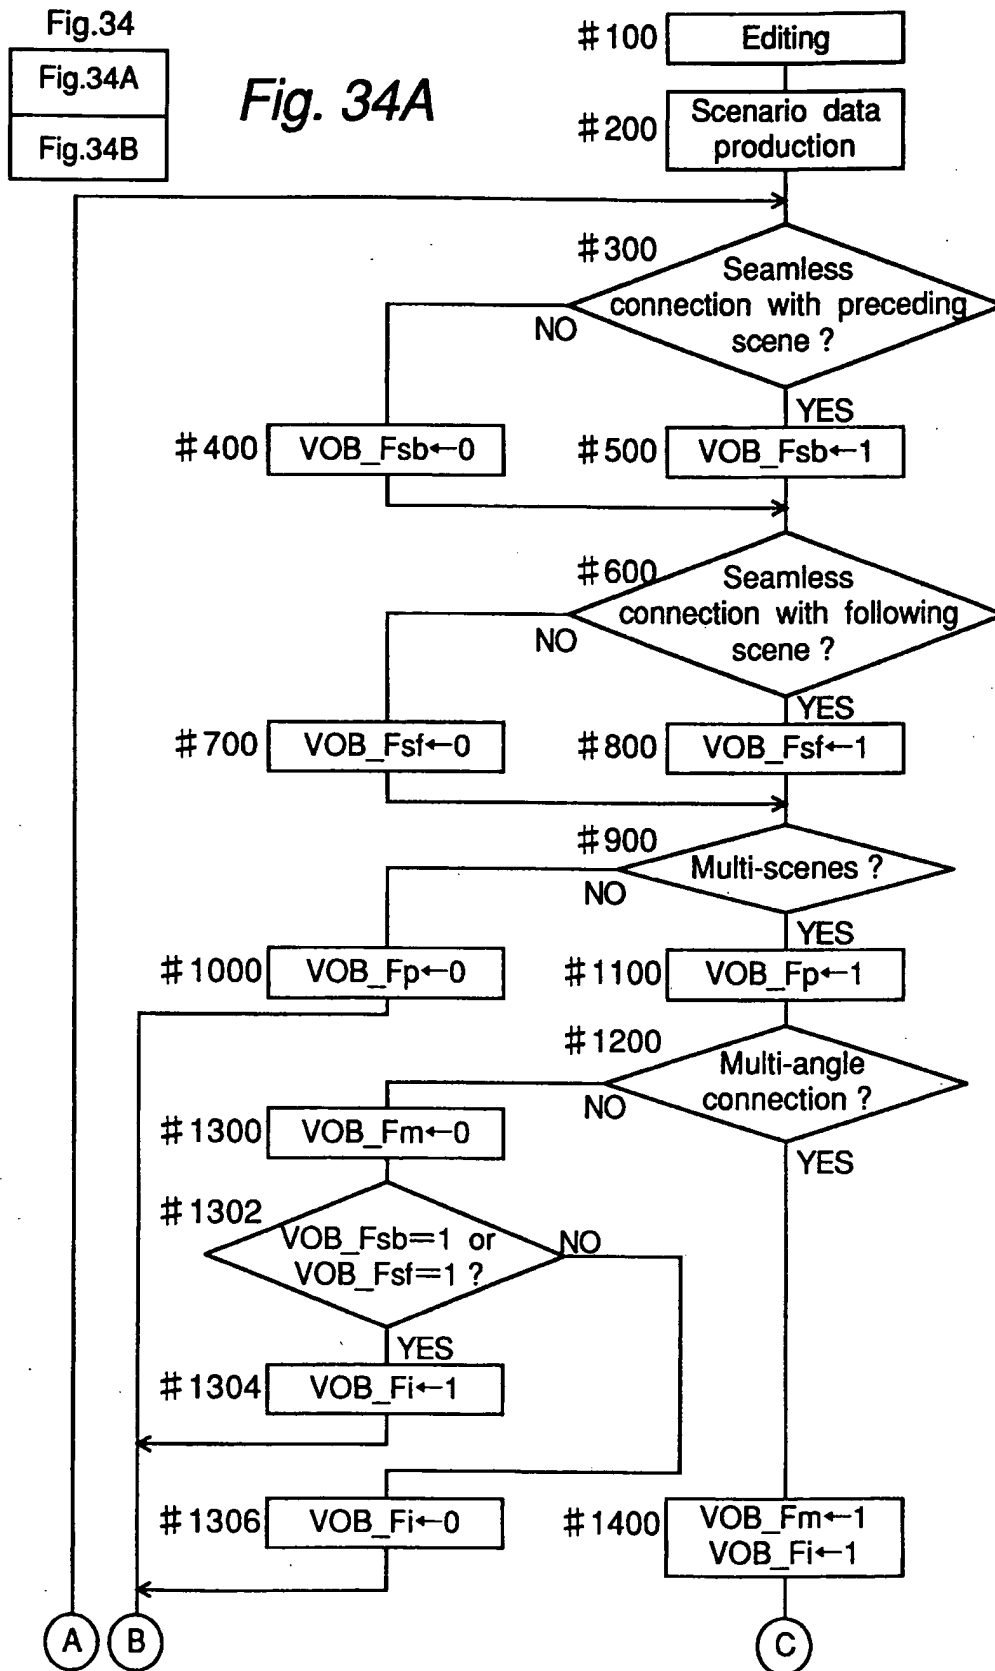 Fig.34
Fig.34A
Fig.34B
Fig. 34A
#100
Editing
#200
Scenario data
production
#300
Seamless
connection with preceding
scene ?
NO
YES
#400
VOB_Fsb←0
#500
VOB_Fsb←1
#600
Seamless
connection with following
scene ?
NO
YES
#700
VOB_Fsf←0
#800
VOB_Fsf←1
#900
Multi-scenes ?
NO
YES
#1000
VOB_Fp←0
#1100
VOB_Fp←1
#1200
Multi-angle
connection ?
NO
YES
#1300
VOB_Fm←0
#1302
VOB_Fsb=1 or
VOB_Fsf=1 ?
NO
YES
#1304
VOB_Fi←1
#1306
VOB_Fi←0
#1400
VOB_Fm←1
VOB_Fi←1
A
B
C